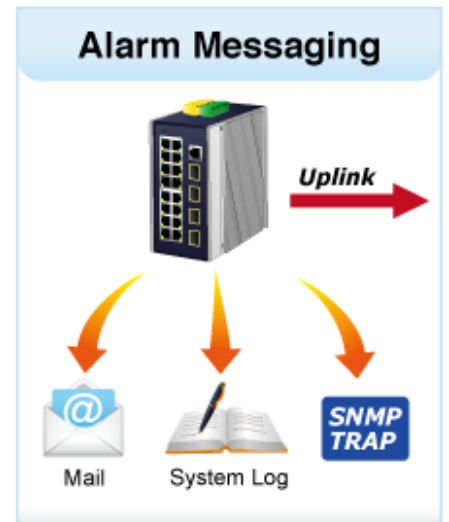 Alarm Messaging
Uplink
@
Mail
System Log
SNMP
TRAP